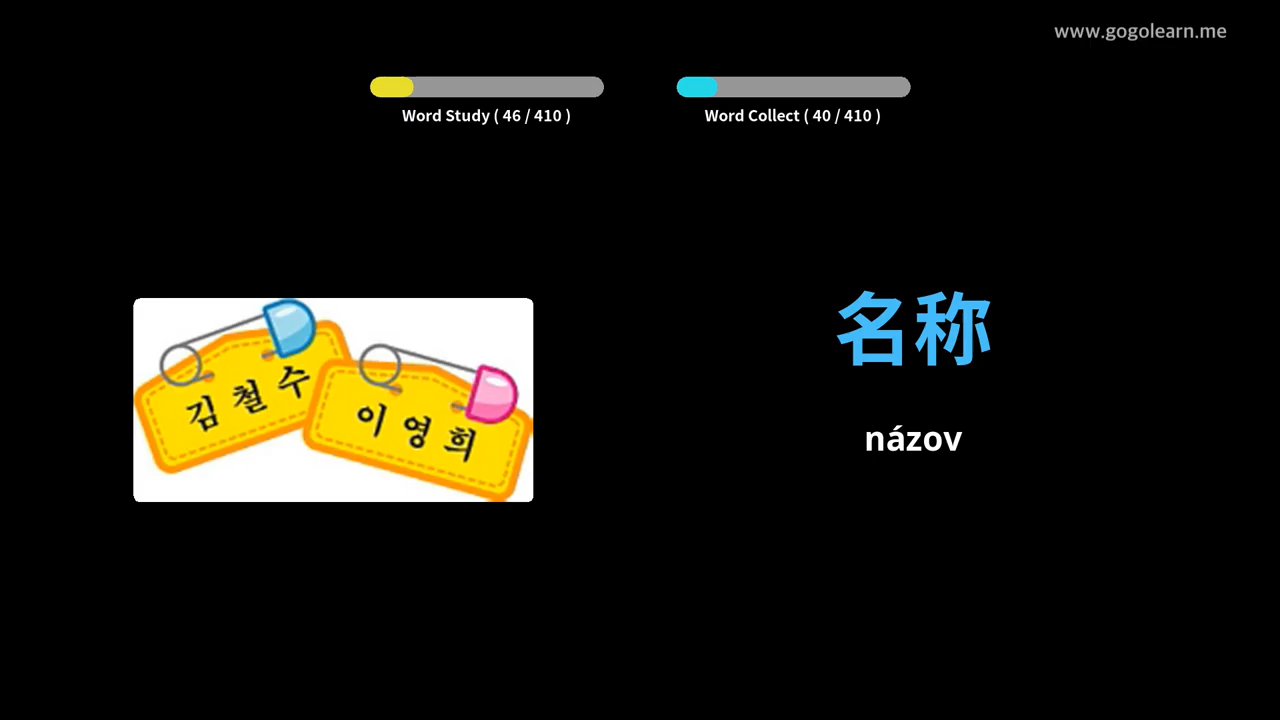 www.gogolearn.me
Word Study ( 46 / 410 )
Word Collect ( 40 / 410 )
김철수
이영희
名称
názov